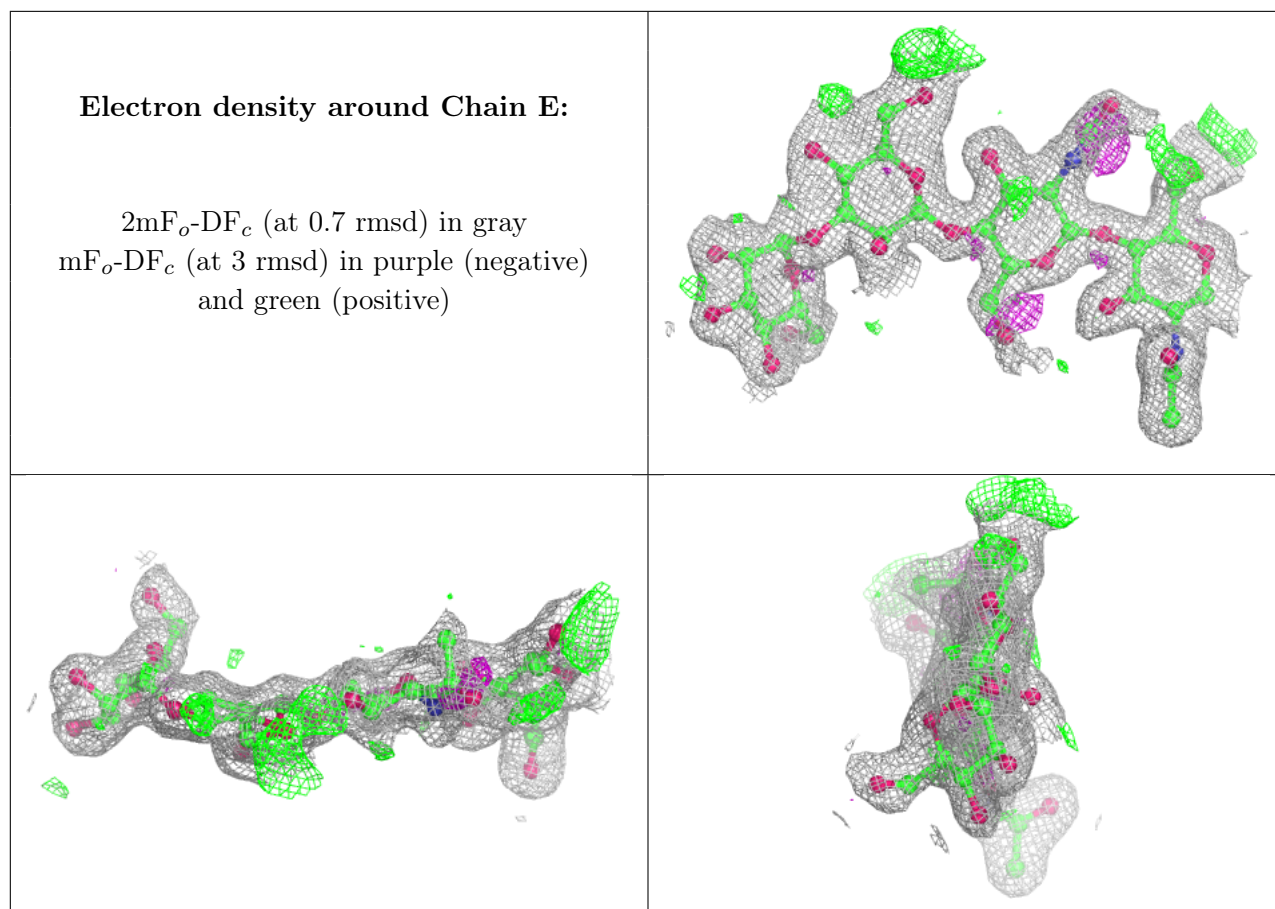 Electron density around Chain E:
2mFo-DFc (at 0.7 rmsd) in gray
mFo-DFc (at 3 rmsd) in purple (negative)
and green (positive)